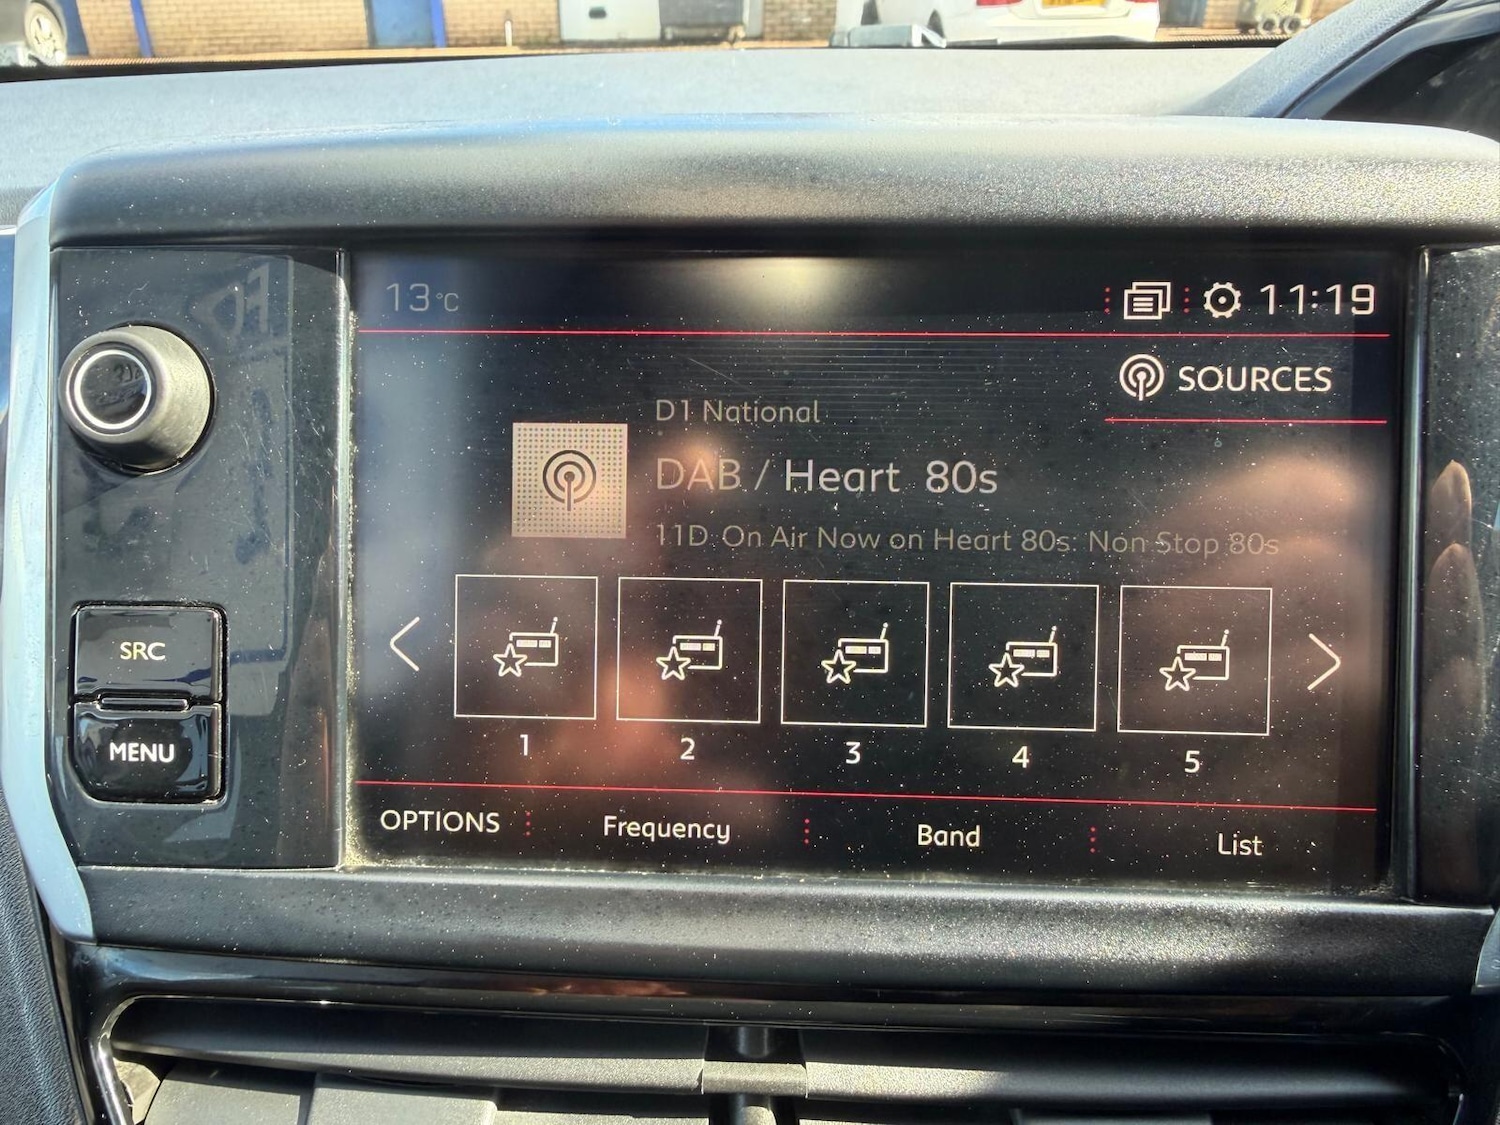 13°C
11:19
SOURCES
D1 National
DAB / Heart 80s
11D On Air Now on Heart 80s: Non Stop 80s
SRC
MENU
1 2 3 4 5
OPTIONS Frequency Band List